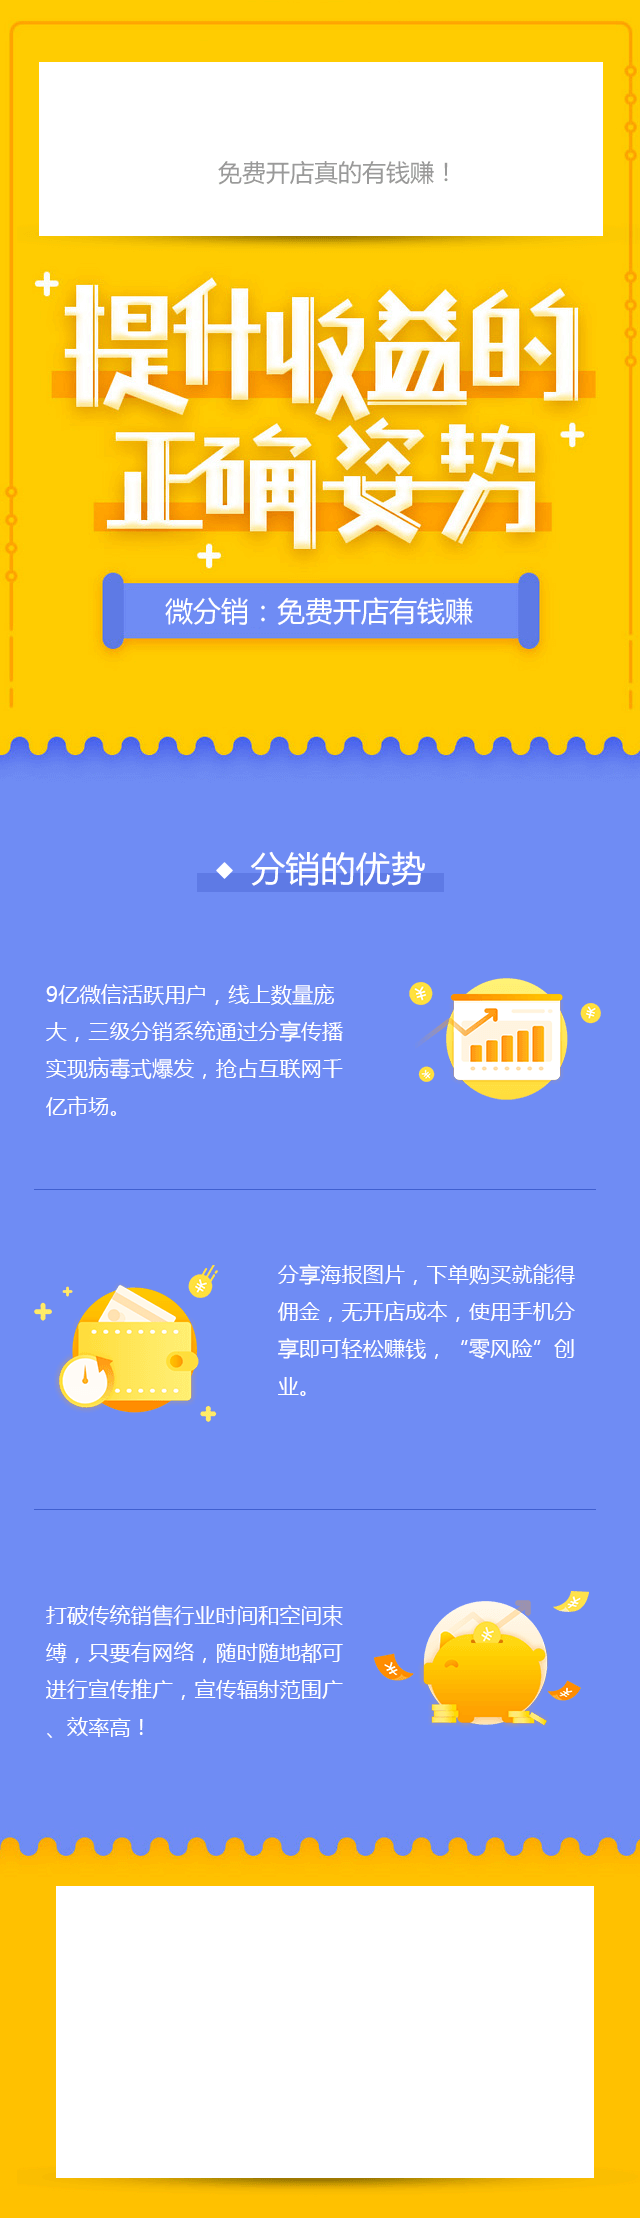 免费开店真的有钱赚！
提升收益的
正确姿势
微分销：免费开店有钱赚
分销的优势
9亿微信活跃用户，线上数量庞
大，三级分销系统通过分享传播
实现病毒式爆发，抢占互联网千
亿市场。
分享海报图片，下单购买就能得
佣金，无开店成本，使用手机分
享即可轻松赚钱，“零风险”创
业。
打破传统销售行业时间和空间束
缚，只要有网络，随时随地都可
进行宣传推广，宣传辐射范围广
、效率高！